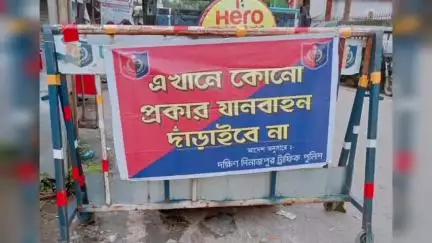 Hero
এখানে কোনো
প্রকার যানবাহন
দাঁড়াইবে না
আদেশ অনুসারে :
দক্ষিণ দিনাজপুর ট্রাফিক পুলিশ